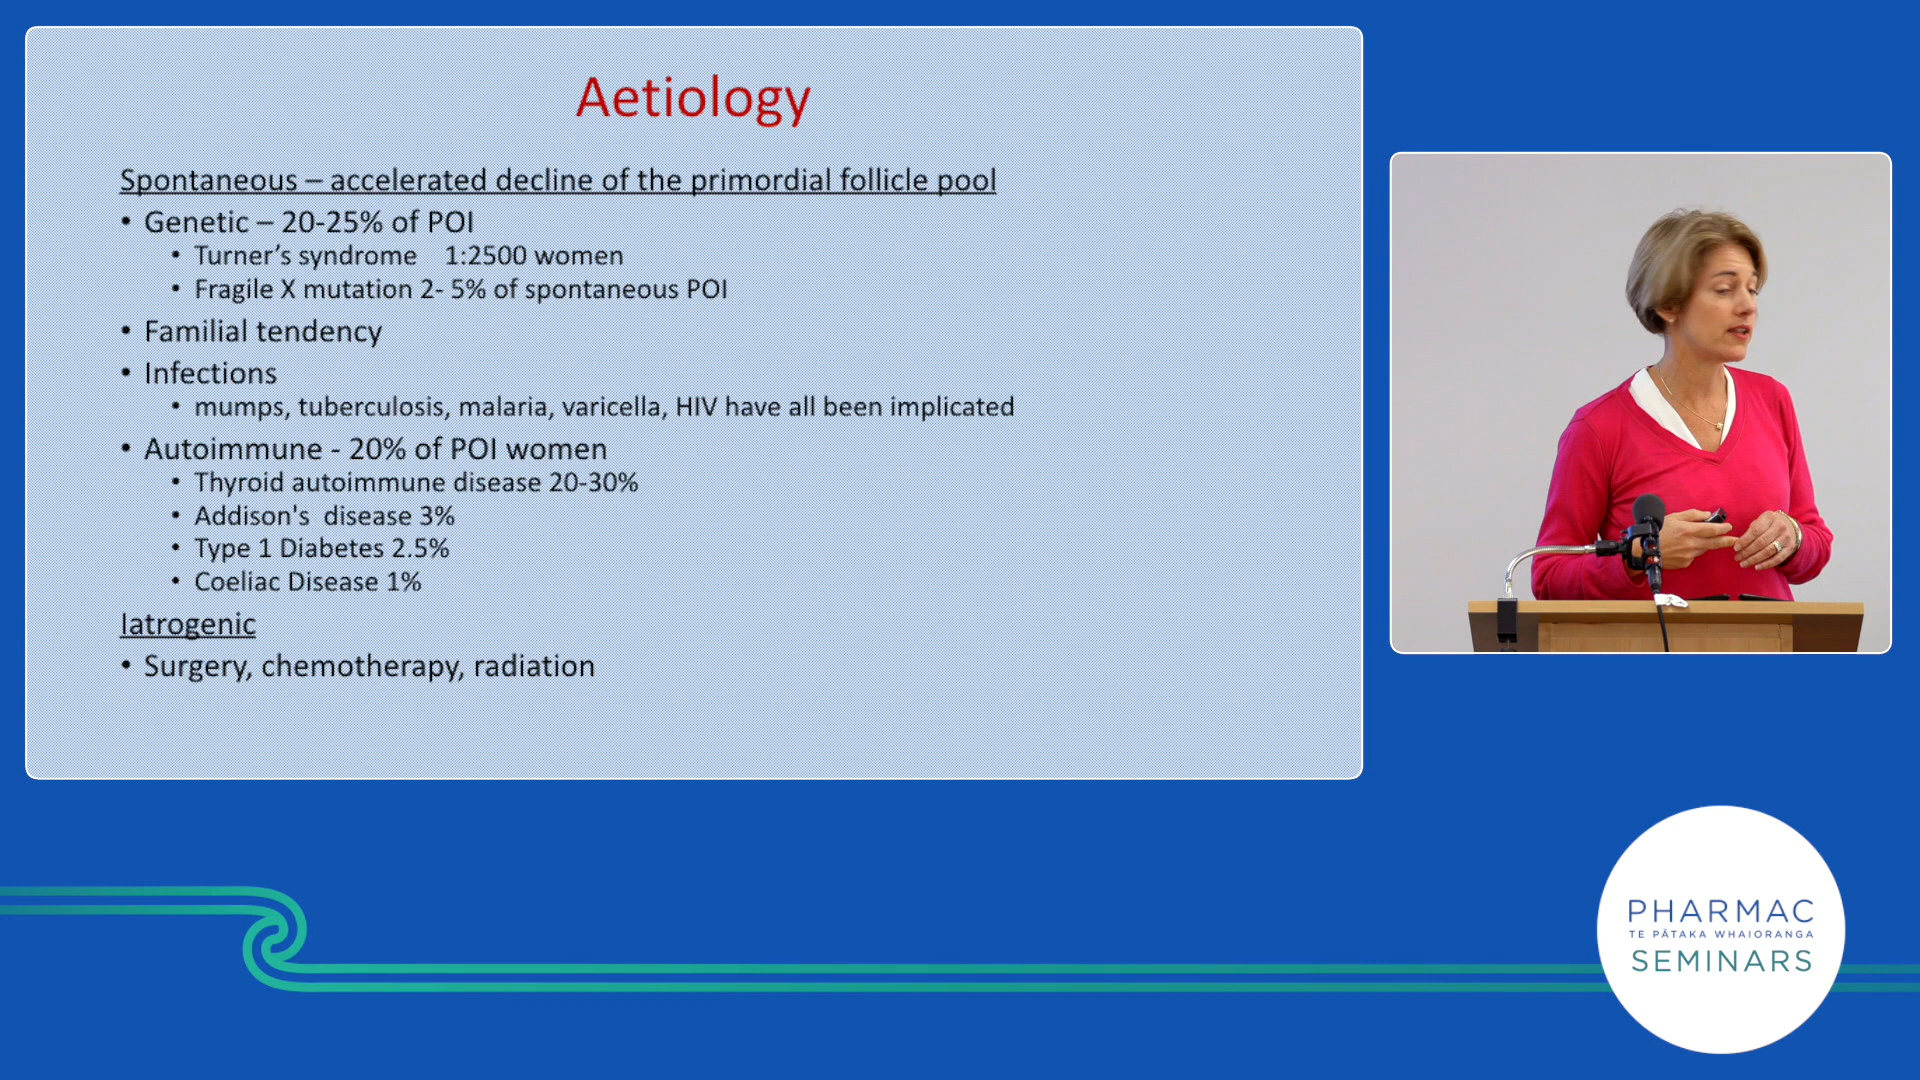 Aetiology
Spontaneous – accelerated decline of the primordial follicle pool
• Genetic – 20-25% of POI
• Turner’s syndrome 1:2500 women
• Fragile X mutation 2- 5% of spontaneous POI
• Familial tendency
• Infections
• mumps, tuberculosis, malaria, varicella, HIV have all been implicated
• Autoimmune - 20% of POI women
• Thyroid autoimmune disease 20-30%
• Addison's disease 3%
• Type 1 Diabetes 2.5%
• Coeliac Disease 1%
Iatrogenic
• Surgery, chemotherapy, radiation
PHARMAC
TE PĀTAKA WHAIORANGA
SEMINARS